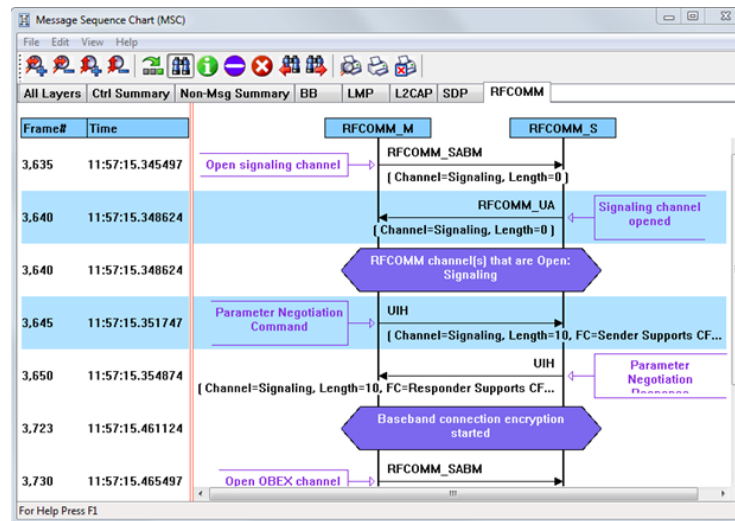 Message Sequence Chart (MSC)
File Edit View Help
All Layers Ctrl Summary Non-Msg Summary BB LMP L2CAP SDP RFCOMM
Frame# Time RFCOMM_M RFCOMM_S
3,635 11:57:15.345497 Open signaling channel RFCOMM_SABM
[ Channel=Signaling, Length=0 ]
3,640 11:57:15.348624 RFCOMM_UA Signaling channel
opened
[ Channel=Signaling, Length=0 ]
3,640 11:57:15.348624 RFCOMM channel(s) that are Open:
Signaling
3,645 11:57:15.351747 Parameter Negotiation
Command
UIH
[ Channel=Signaling, Length=10, FC=Sender Supports CF...
3,650 11:57:15.354874 UIH Parameter
Negotiation
[ Channel=Signaling, Length=10, FC=Responder Supports CF...
3,723 11:57:15.461124 Baseband connection encryption
started
3,730 11:57:15.465497 Open OBEX channel RFCOMM_SABM
For Help Press F1